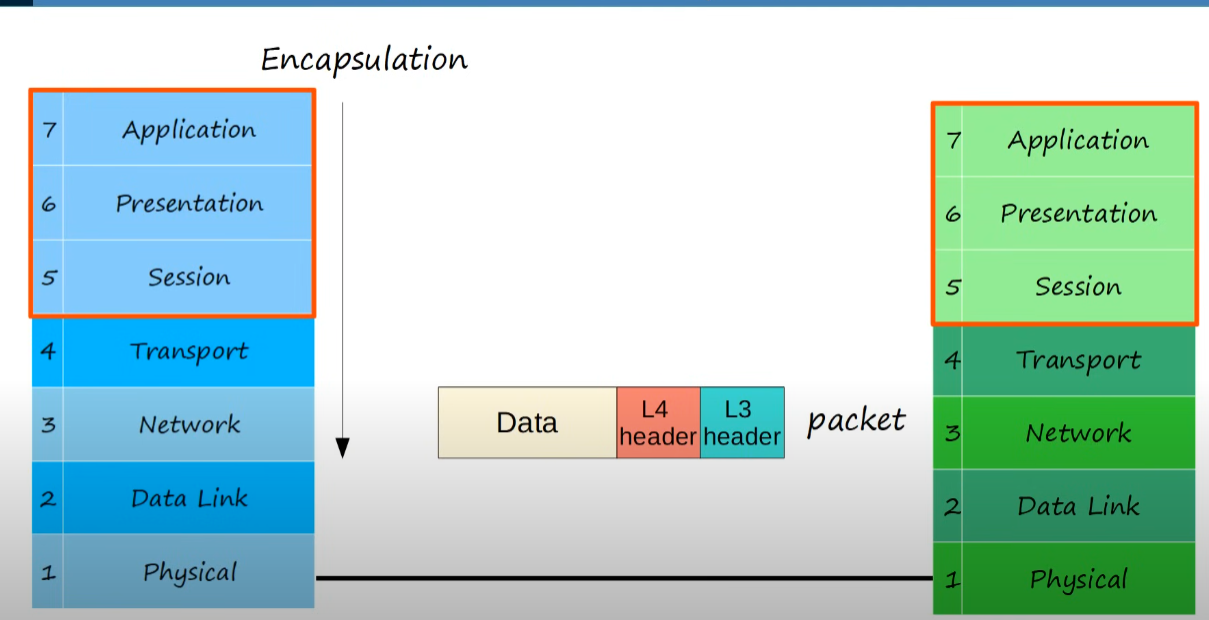 Encapsulation
7 Application
6 Presentation
5 Session
4 Transport
3 Network
2 Data Link
1 Physical
Data
L4
header
L3
header
packet
7 Application
6 Presentation
5 Session
4 Transport
3 Network
2 Data Link
1 Physical